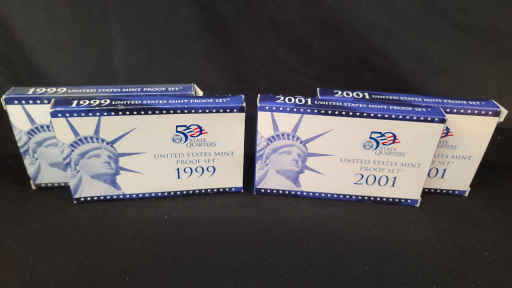 1999 UNITED STATES MINT PROOF SET
1999 UNITED STATES MINT PROOF SET
50
STATE
QUARTERS
UNITED STATES MINT
PROOF SET
1999
2001 UNITED STATES MINT PROOF SET
2001 UNITED STATES MINT PROOF SET
50
STATE
QUARTERS
UNITED STATES MINT
PROOF SET
2001
01